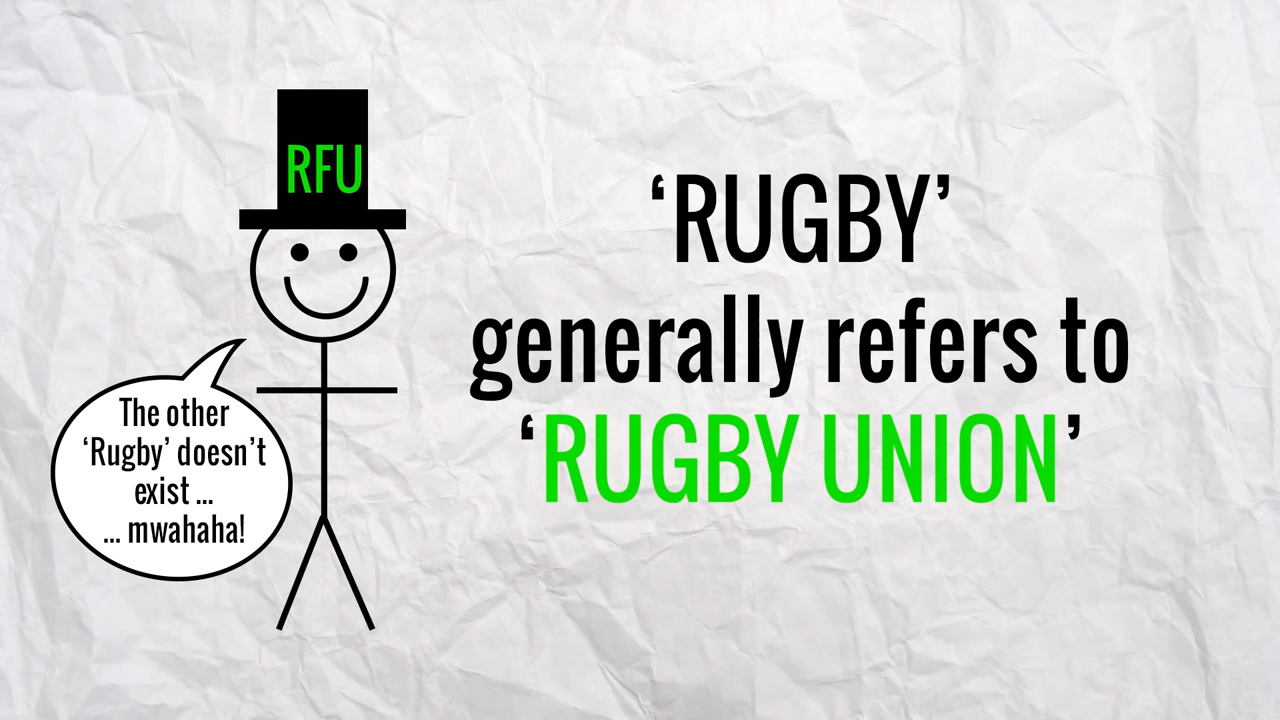 RFU
The other
‘Rugby’ doesn’t
exist ...
... mwahaha!
‘RUGBY’
generally refers to
‘RUGBY UNION’